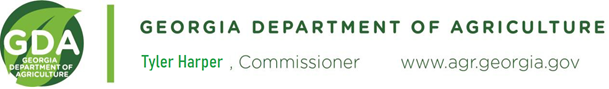 GDA
GEORGIA
DEPARTMENT OF
AGRICULTURE
GEORGIA DEPARTMENT OF AGRICULTURE
Tyler Harper , Commissioner www.agr.georgia.gov